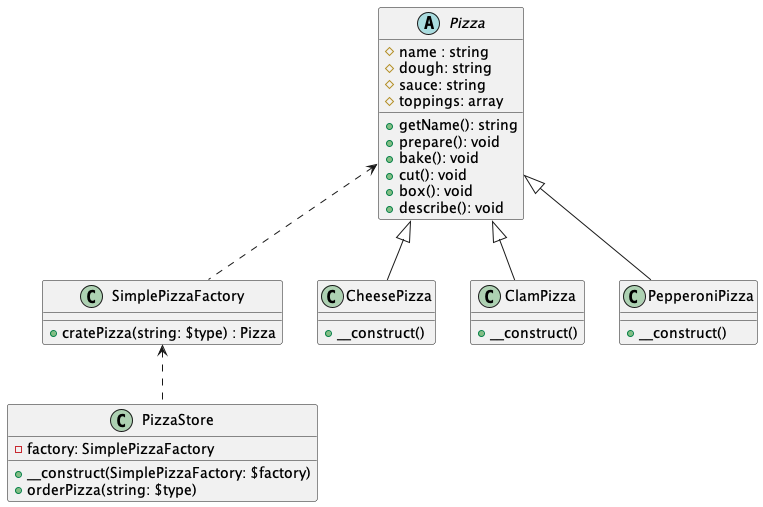 A Pizza
name : string
dough: string
sauce: string
toppings: array
getName(): string
prepare(): void
bake(): void
cut(): void
box(): void
describe(): void
C SimplePizzaFactory
cratePizza(string: $type) : Pizza
C CheesePizza
__construct()
C ClamPizza
__construct()
C PepperoniPizza
__construct()
C PizzaStore
factory: SimplePizzaFactory
__construct(SimplePizzaFactory: $factory)
orderPizza(string: $type)